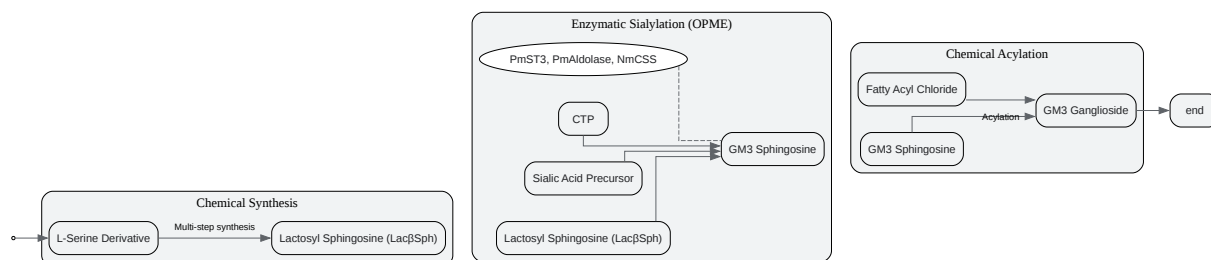 Chemical Synthesis
L-Serine Derivative
Multi-step synthesis
Lactosyl Sphingosine (LacβSph)
Enzymatic Sialylation (OPME)
PmST3, PmAldolase, NmCSS
CTP
Sialic Acid Precursor
Lactosyl Sphingosine (LacβSph)
GM3 Sphingosine
Chemical Acylation
Fatty Acyl Chloride
GM3 Sphingosine
Acylation
GM3 Ganglioside
end